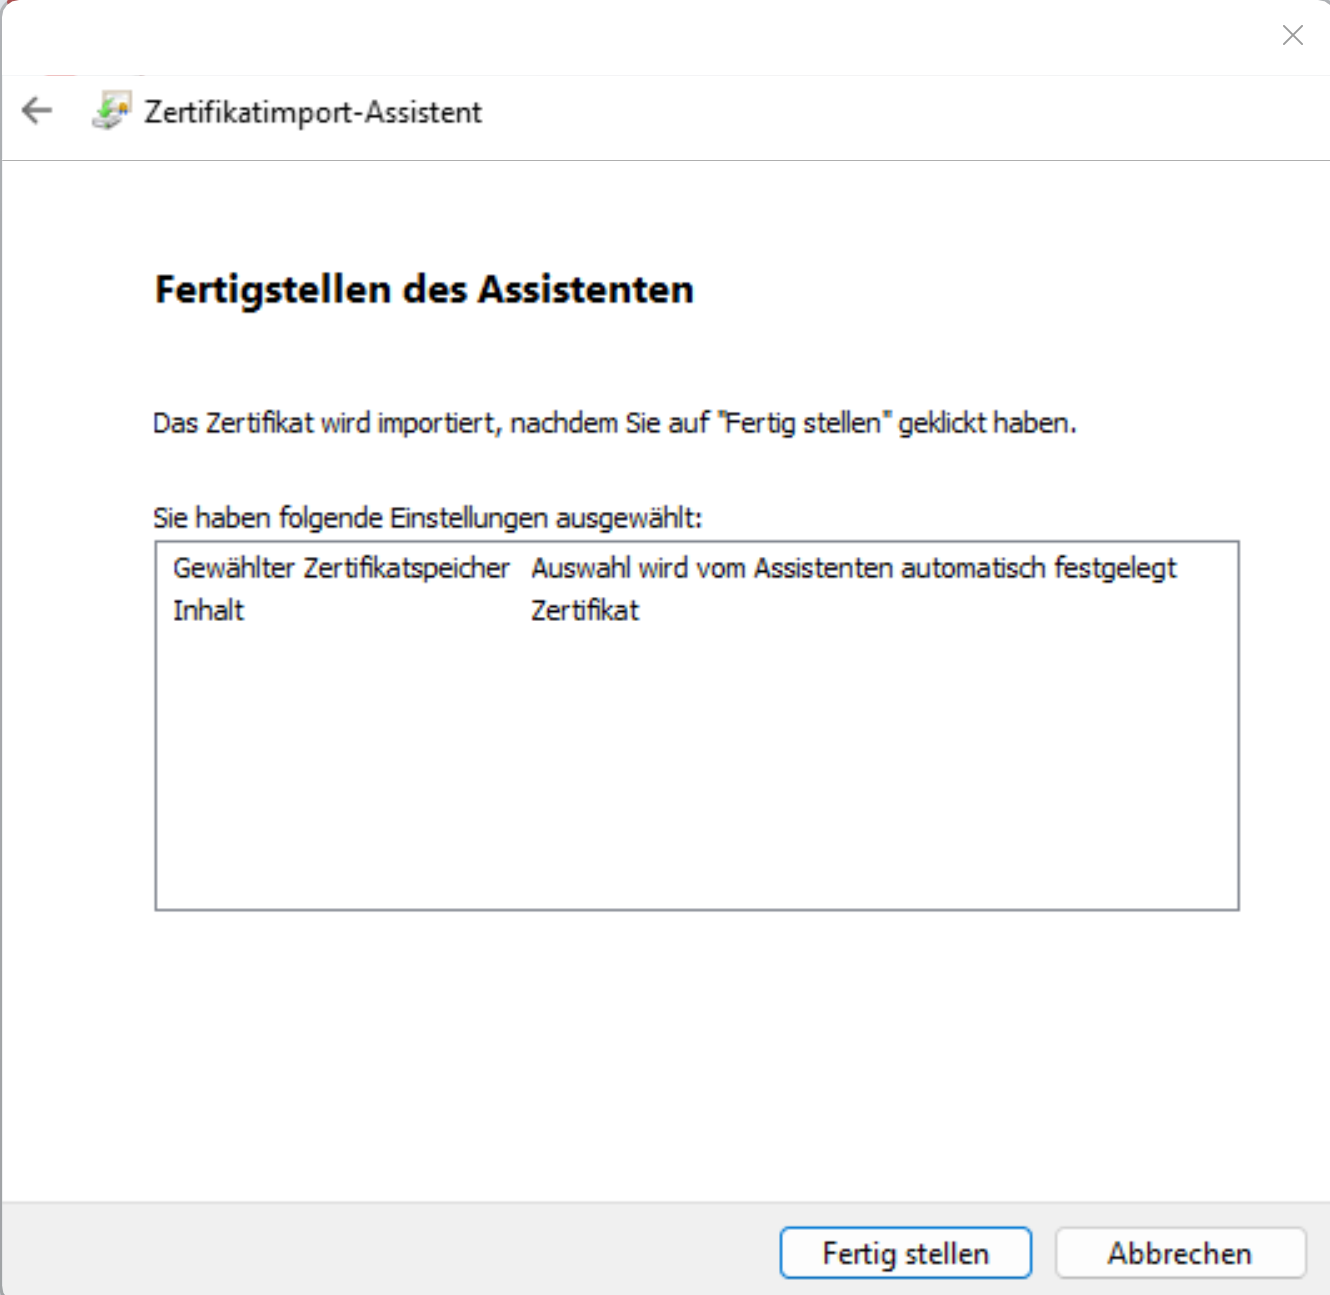 Zertifikatimport-Assistent
Fertigstellen des Assistenten
Das Zertifikat wird importiert, nachdem Sie auf "Fertig stellen" geklickt haben.
Sie haben folgende Einstellungen ausgewählt:
Gewählter Zertifikatspeicher Auswahl wird vom Assistenten automatisch festgelegt
Inhalt Zertifikat
Fertig stellen Abbrechen